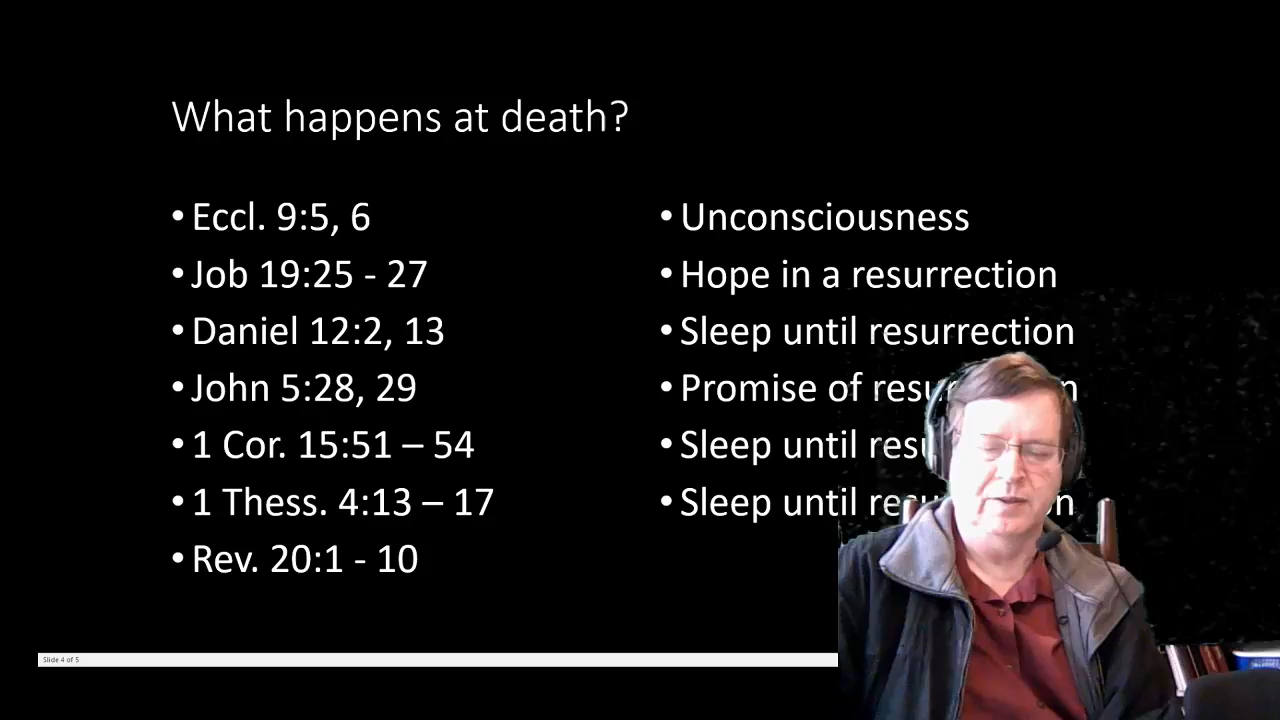 What happens at death?
• Eccl. 9:5, 6
• Job 19:25 - 27
• Daniel 12:2, 13
• John 5:28, 29
• 1 Cor. 15:51 – 54
• 1 Thess. 4:13 – 17
• Rev. 20:1 - 10
• Unconsciousness
• Hope in a resurrection
• Sleep until resurrection
• Promise of
• Sleep until
• Sleep until
Slide 4 of 5